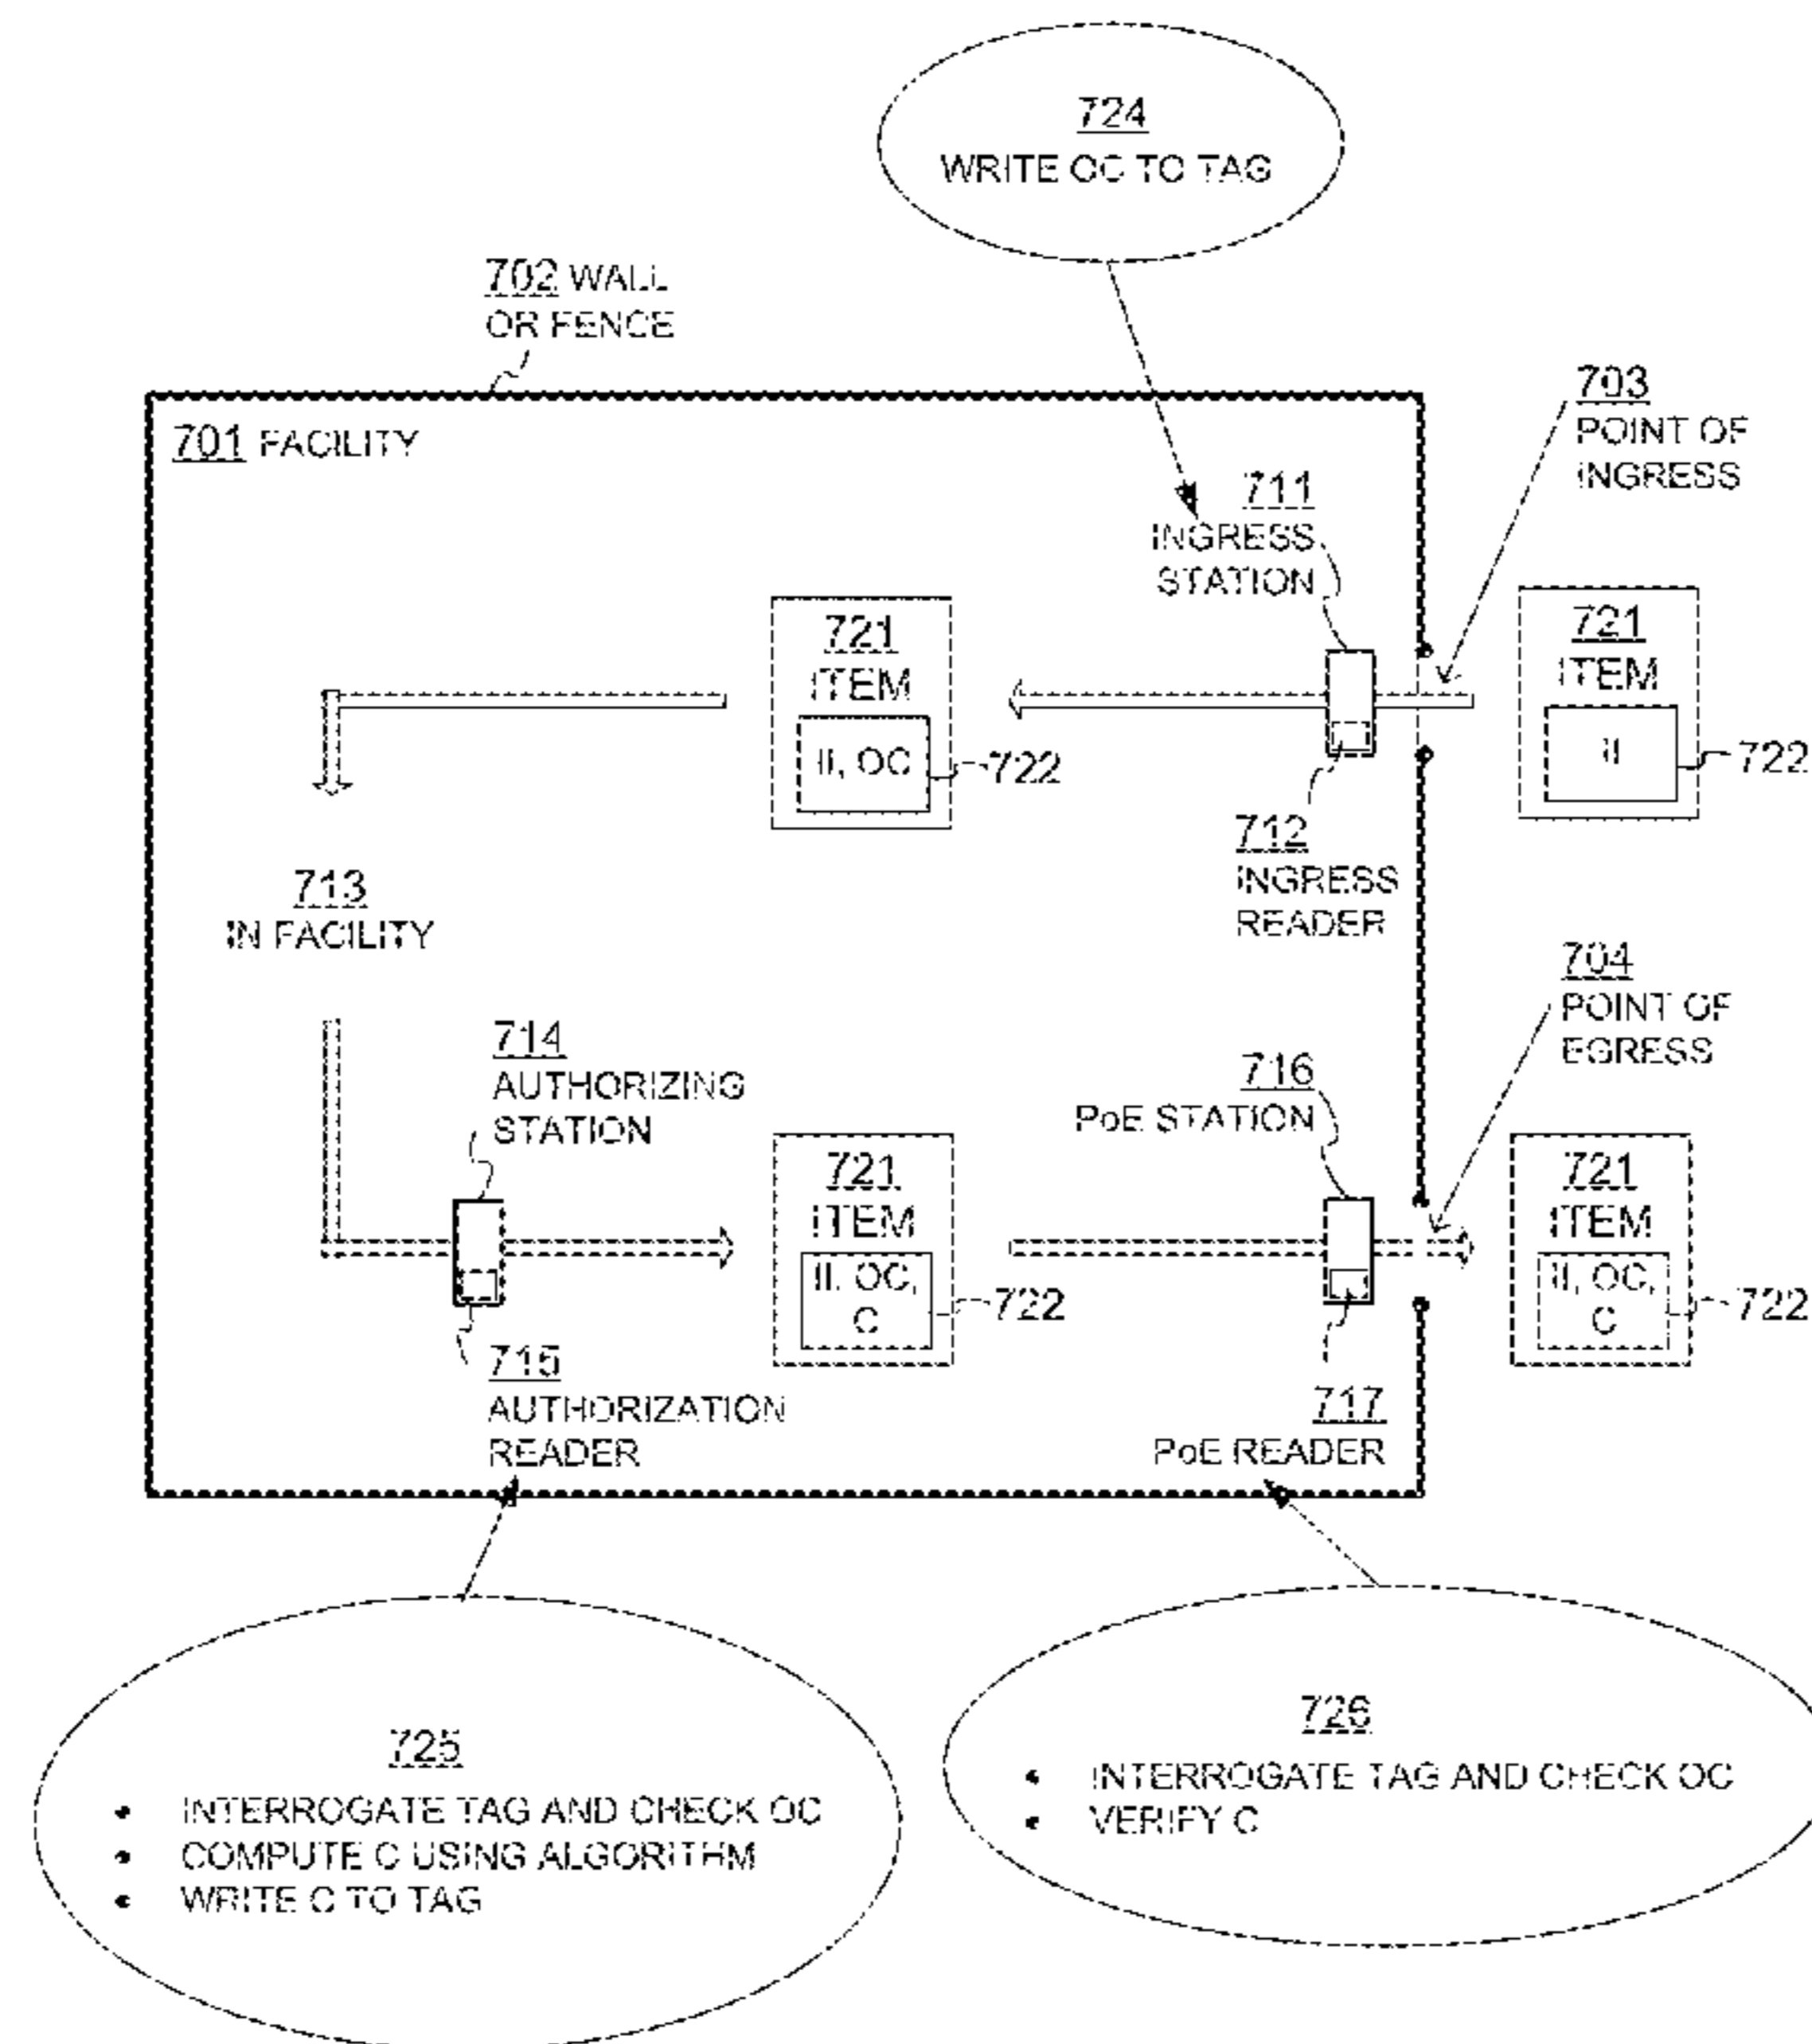 724
WRITE OC TO TAG
702 WALL
OR FENCE
703
POINT OF
INGRESS
701 FACILITY
711
INGRESS
STATION
721
ITEM
II, OC
722
721
ITEM
II
722
712
INGRESS
READER
713
IN FACILITY
704
POINT OF
EGRESS
714
AUTHORIZING
STATION
716
PoE STATION
721
ITEM
II, OC,
C
722
721
ITEM
II, OC,
C
722
715
AUTHORIZATION
READER
717
PoE READER
725
• INTERROGATE TAG AND CHECK OC
• COMPUTE C USING ALGORITHM
• WRITE C TO TAG
726
• INTERROGATE TAG AND CHECK OC
• VERIFY C